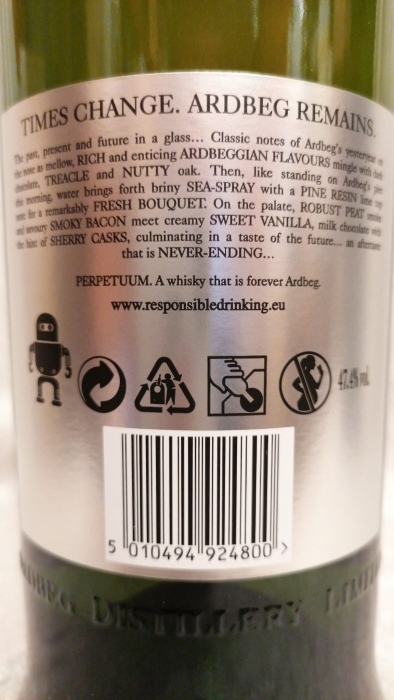 TIMES CHANGE. ARDBEG REMAINS.
The past, present and future in a glass... Classic notes of Ardbeg's yesteryear on
the nose as mellow, RICH and enticing ARDBEGGIAN FLAVOURS mingle with dark
chocolate, TREACLE and NUTTY oak. Then, like standing on Ardbeg's pier
this morning, water brings forth briny SEA-SPRAY with a PINE RESIN
note for a remarkably FRESH BOUQUET. On the palate, ROBUST PEAT smoke
and savoury SMOKY BACON meet creamy SWEET VANILLA, milk chocolate with
the hint of SHERRY CASKS, culminating in a taste of the future... an aftertaste
that is NEVER-ENDING...
PERPETUUM. A whisky that is forever Ardbeg.
www.responsibledrinking.eu
47.4% vol.
5 010494 924800 >
ARDBEG DISTILLERY LIMITED